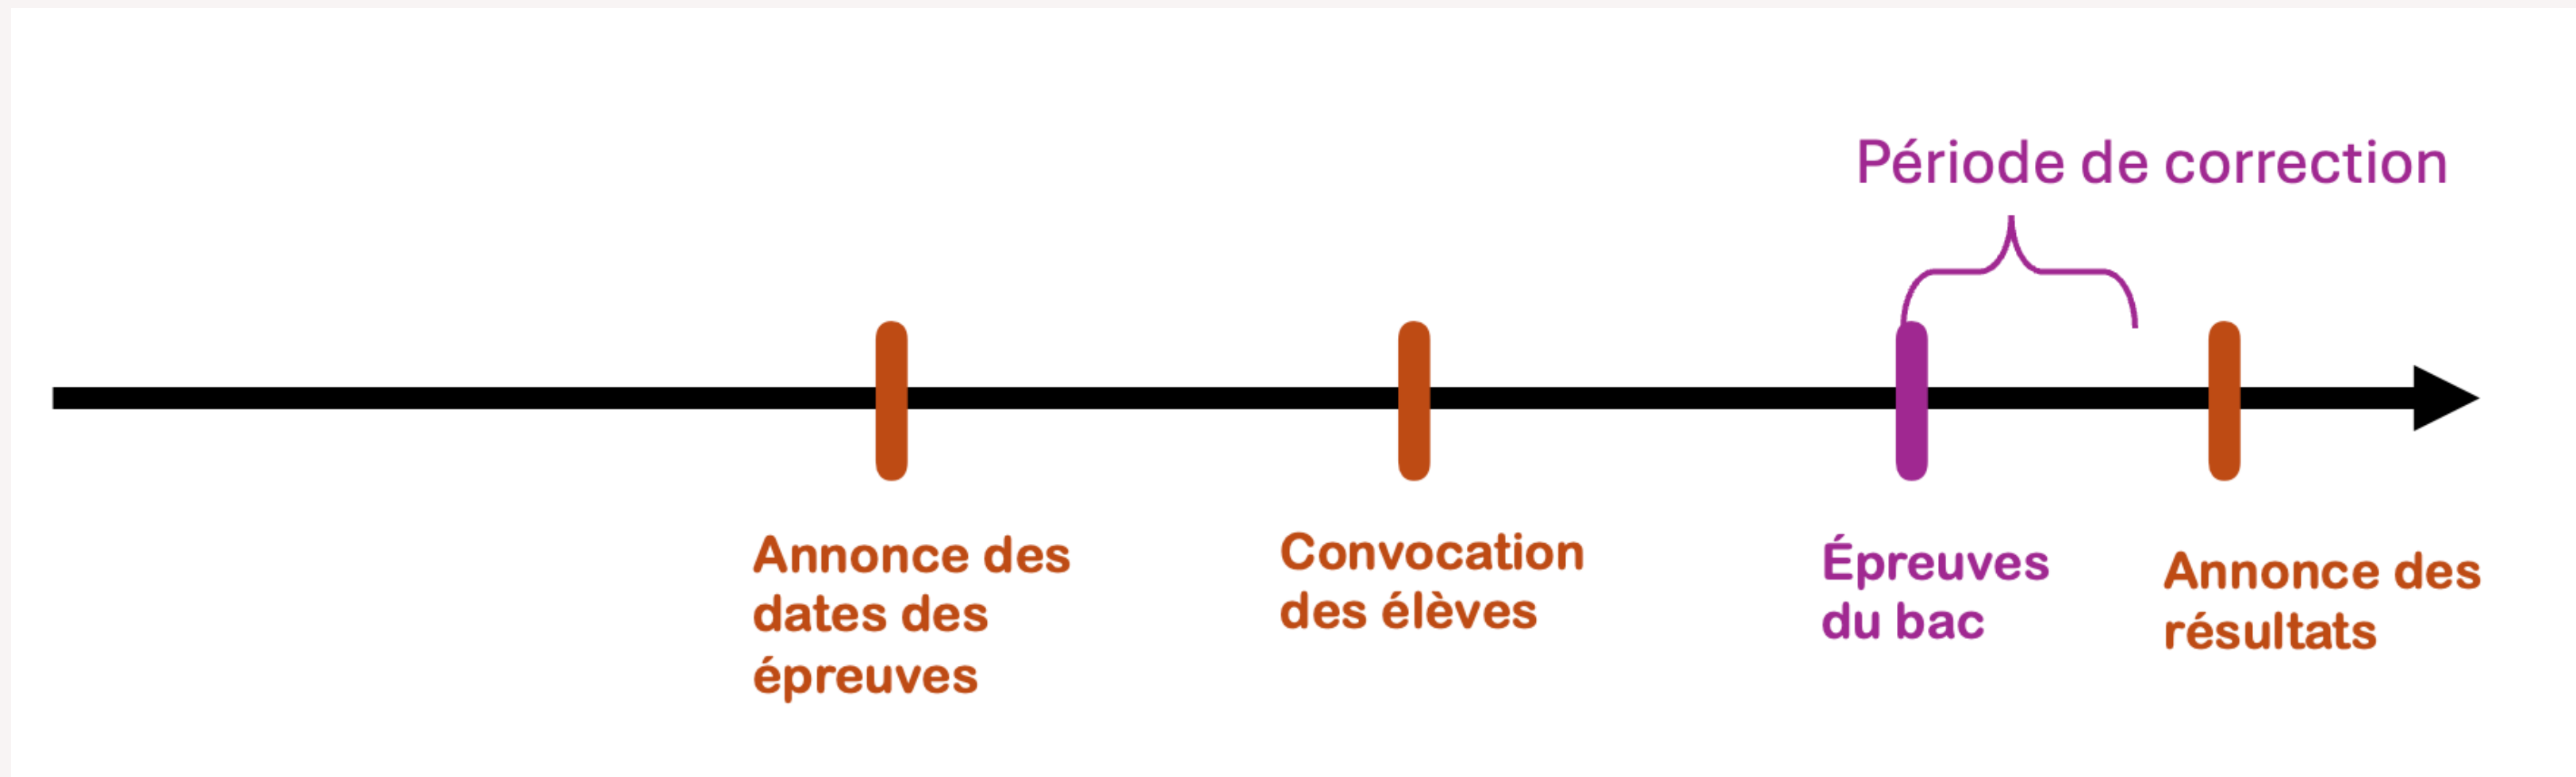 Période de correction
Annonce des
dates des
épreuves
Convocation
des élèves
Épreuves
du bac
Annonce des
résultats